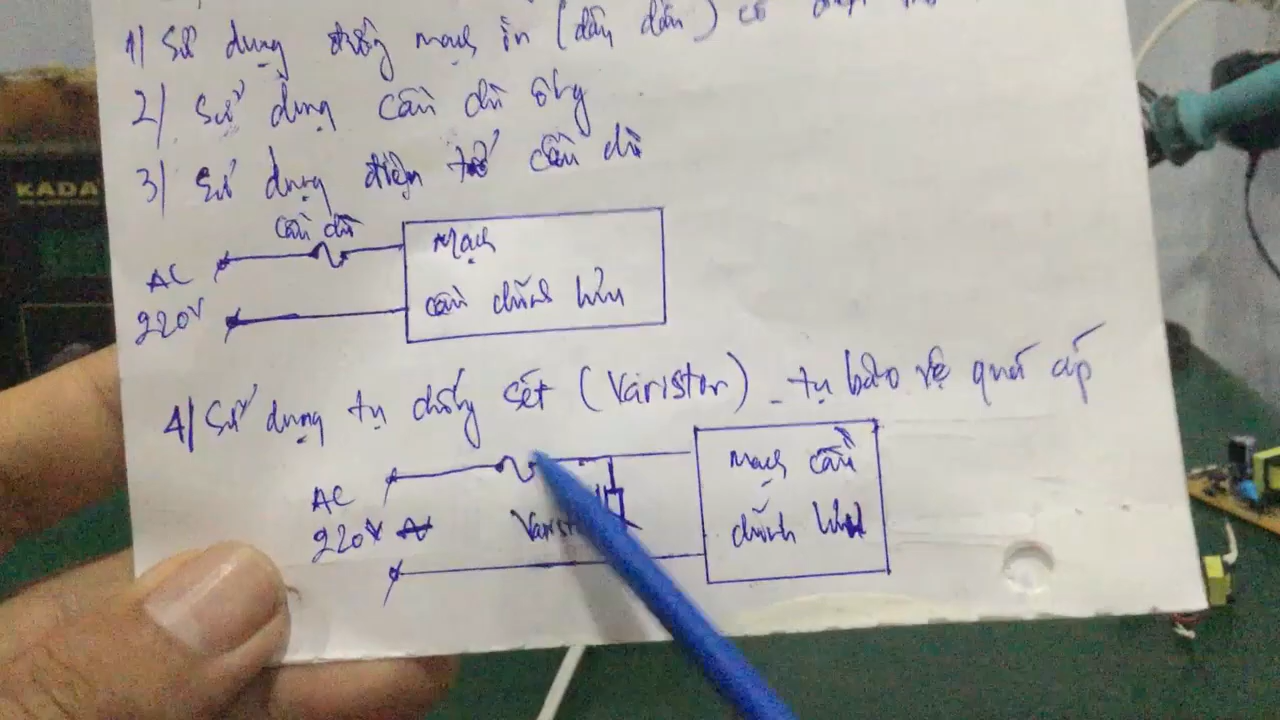 1) Sử dụng đường mạch in (dây dẫn) có
2) Sử dụng cầu chì ống
3) Sử dụng điện trở cầu chì
cầu chì
AC
220V
Mạch
cầu chỉnh lưu
4) Sử dụng tụ chống sét (Varistor) - tụ bảo vệ quá áp
AC
220V
Mạch cầu
chỉnh lưu
KADA